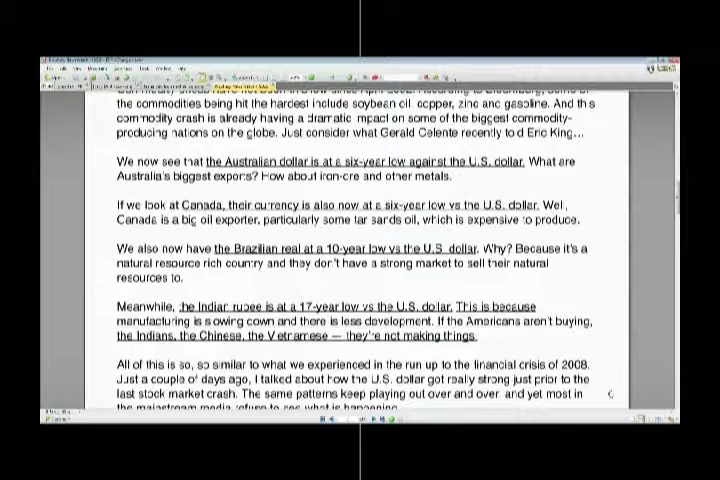 the commodities being hit the hardest include soybean oil, copper, zinc and gasoline. And this
commodity crash is already having a dramatic impact on some of the biggest commodity-
producing nations on the globe. Just consider what Gerald Celente recently told Eric King...
We now see that the Australian dollar is at a six-year low against the U.S. dollar. What are
Australia's biggest exports? How about iron-ore and other metals.
If we look at Canada, their currency is also now at a six-year low vs the U.S. dollar. Well,
Canada is a big oil exporter, particularly some tar sands oil, which is expensive to produce.
We also now have the Brazilian real at a 10-year low vs the U.S. dollar. Why? Because it's a
natural resource rich country and they don't have a strong market to sell their natural
resources to.
Meanwhile, the Indian rupee is at a 17-year low vs the U.S. dollar. This is because
manufacturing is slowing down and there is less development. If the Americans aren't buying,
the Indians, the Chinese, the Vietnamese — they're not making things.
All of this is so, so similar to what we experienced in the run up to the financial crisis of 2008.
Just a couple of days ago, I talked about how the U.S. dollar got really strong just prior to the
last stock market crash. The same patterns keep playing out over and over and yet most in
the mainstream media refuse to see what is happening.